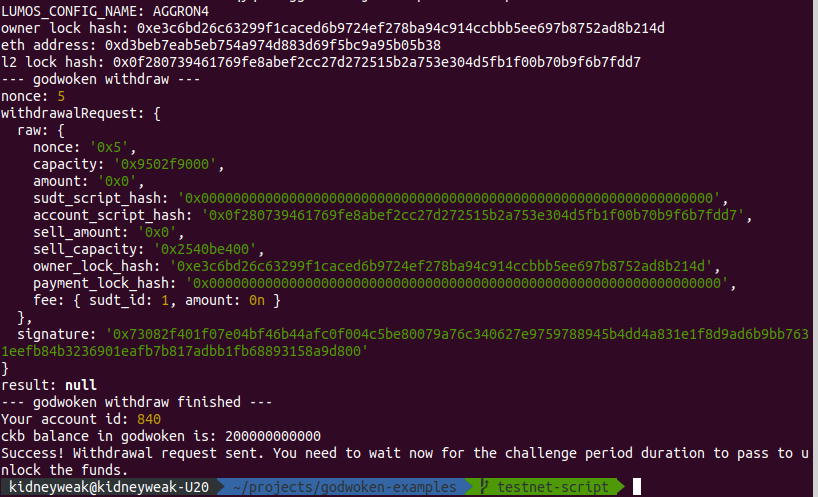 LUMOS_CONFIG_NAME: AGGRON4
owner lock hash: 0xe3c6bd26c63299f1caced6b9724ef278ba94c914ccbbb5ee697b8752ad8b214d
eth address: 0xd3beb7eab5eb754a974d883d69f5bc9a95b05b38
l2 lock hash: 0x0f280739461769fe8abef2cc27d272515b2a753e304d5fb1f00b70b9f6b7fdd7
--- godwoken withdraw ---
nonce: 5
withdrawalRequest: {
  raw: {
    nonce: '0x5',
    capacity: '0x9502f9000',
    amount: '0x0',
    sudt_script_hash: '0x0000000000000000000000000000000000000000000000000000000000000000',
    account_script_hash: '0x0f280739461769fe8abef2cc27d272515b2a753e304d5fb1f00b70b9f6b7fdd7',
    sell_amount: '0x0',
    sell_capacity: '0x2540be400',
    owner_lock_hash: '0xe3c6bd26c63299f1caced6b9724ef278ba94c914ccbbb5ee697b8752ad8b214d',
    payment_lock_hash: '0x0000000000000000000000000000000000000000000000000000000000000000',
    fee: { sudt_id: 1, amount: 0n }
  },
  signature: '0x73082f401f07e04bf46b44afc0f004c5be80079a76c340627e9759788945b4dd4a831e1f8d9ad6b9bb763
1eefb84b3236901eafb7b817adbb1fb68893158a9d800'
}
result: null
--- godwoken withdraw finished ---
Your account id: 840
ckb balance in godwoken is: 200000000000
Success! Withdrawal request sent. You need to wait now for the challenge period duration to pass to u
nlock the funds.
kidneyweak@kidneyweak-U20 ~/projects/godwoken-examples testnet-script